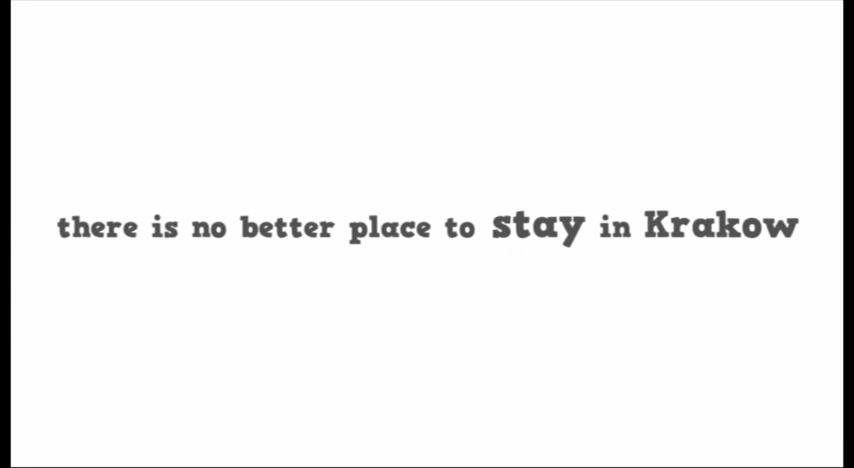 there is no better place to stay in Krakow